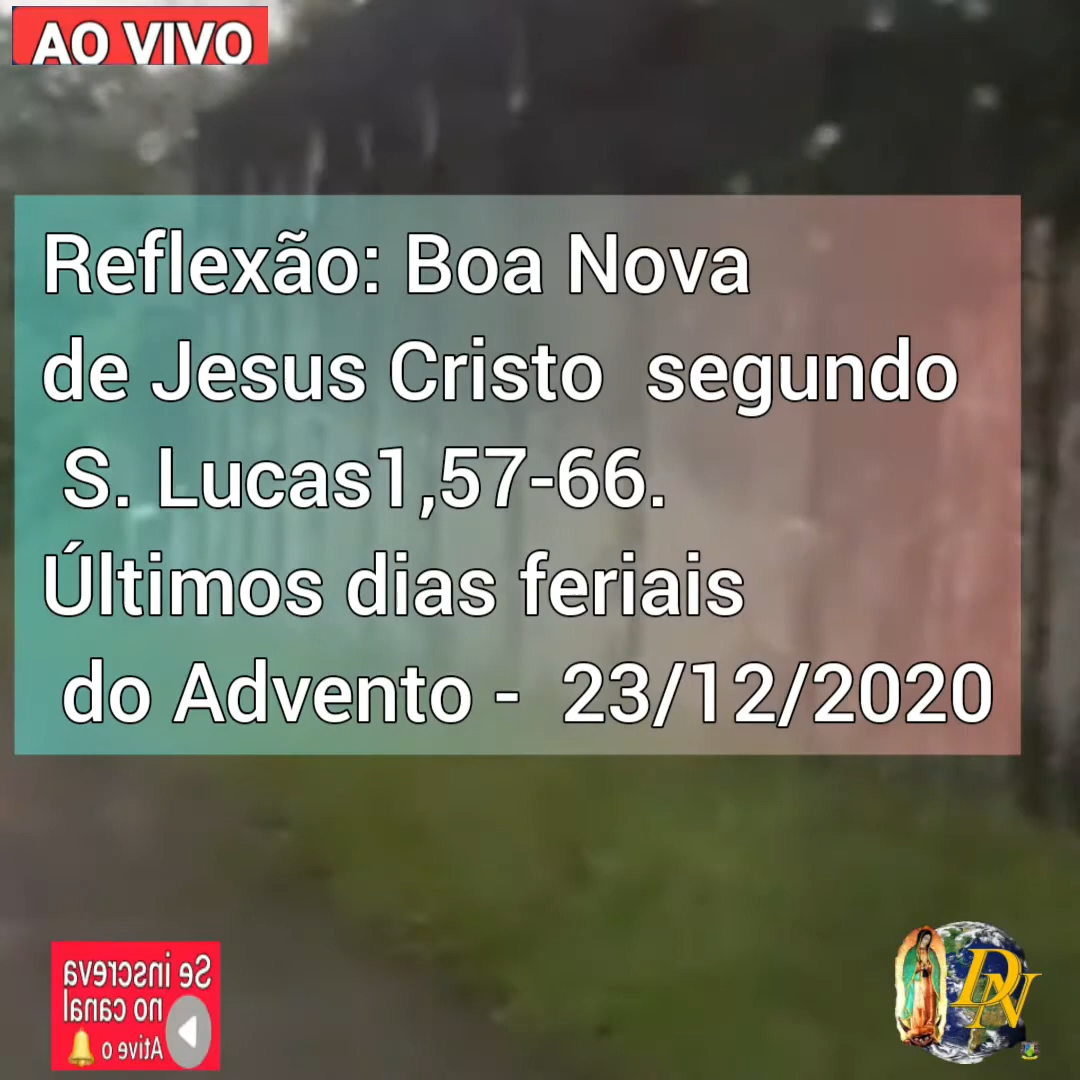 AO VIVO
Reflexão: Boa Nova
de Jesus Cristo segundo
S. Lucas1,57-66.
Últimos dias feriais
do Advento - 23/12/2020
Se inscreva
no canal
Ative o
DN